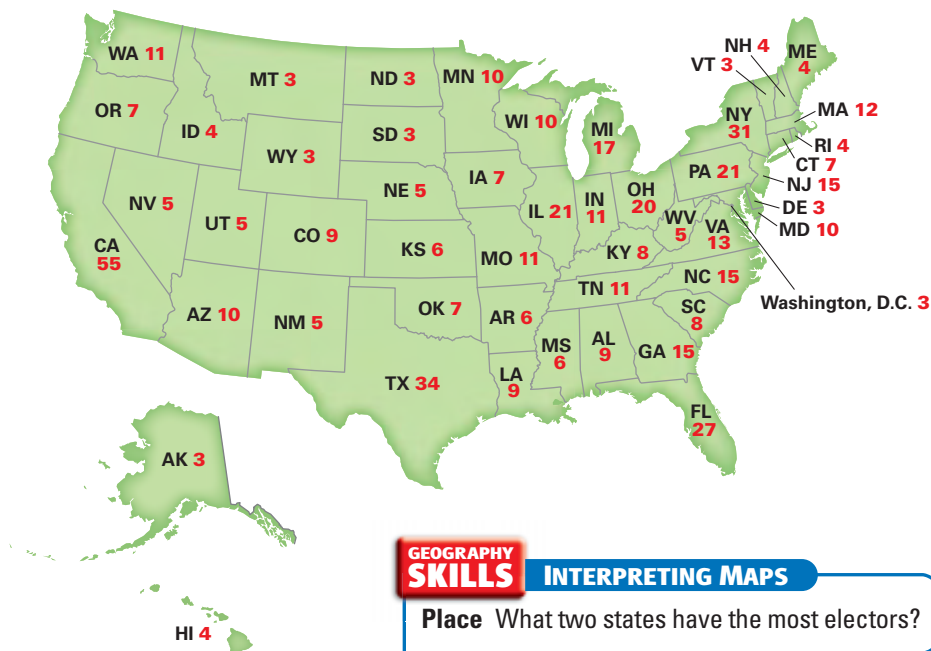 WA 11
MT 3
ND 3
MN 10
NH 4
VT 3
ME
4
OR 7
ID 4
SD 3
WI 10
MI
17
NY
31
MA 12
RI 4
CT 7
WY 3
IA 7
PA 21
NJ 15
NE 5
OH
20
DE 3
NV 5
UT 5
CO 9
IL 21
IN
11
WV
5
VA
13
MD 10
CA
55
KS 6
MO 11
KY 8
NC 15
TN 11
Washington, D.C. 3
AZ 10
NM 5
OK 7
AR 6
SC
8
MS
6
AL
9
GA 15
TX 34
LA
9
FL
27
AK 3
HI 4
GEOGRAPHY
SKILLS
INTERPRETING MAPS
Place What two states have the most electors?